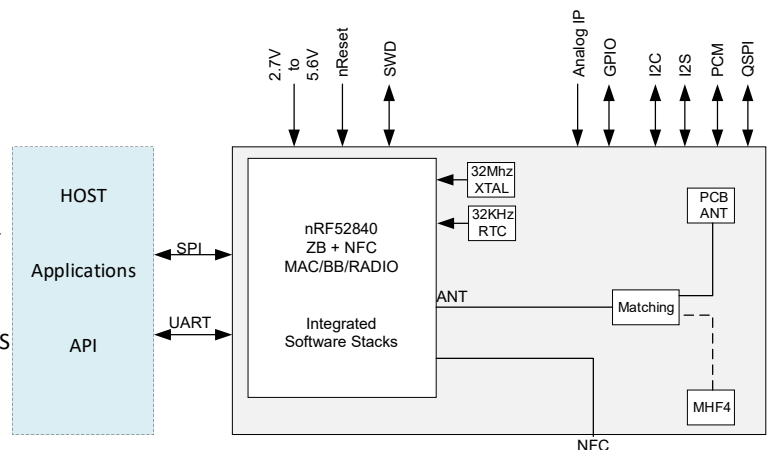 2.7V
to
5.6V
nReset
SWD
Analog IP
GPIO
I2C
I2S
PCM
QSPI
HOST
Applications
API
SPI
UART
nRF52840
ZB + NFC
MAC/BB/RADIO
Integrated
Software Stacks
32Mhz
XTAL
32KHz
RTC
ANT
Matching
PCB
ANT
MHF4
NFC
S